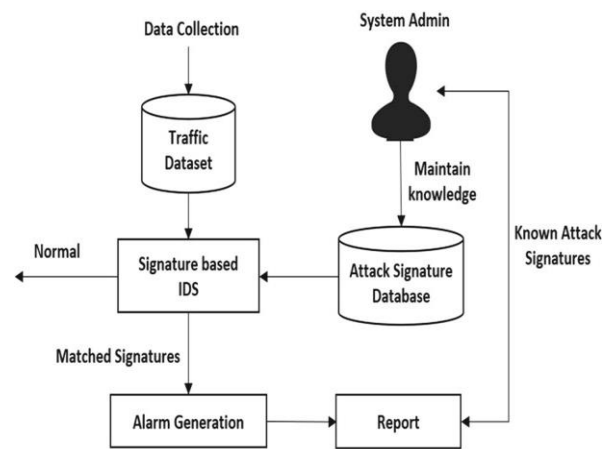 Data Collection
System Admin
Traffic
Dataset
Maintain
knowledge
Normal
Signature based
IDS
Attack Signature
Database
Known Attack
Signatures
Matched Signatures
Alarm Generation
Report